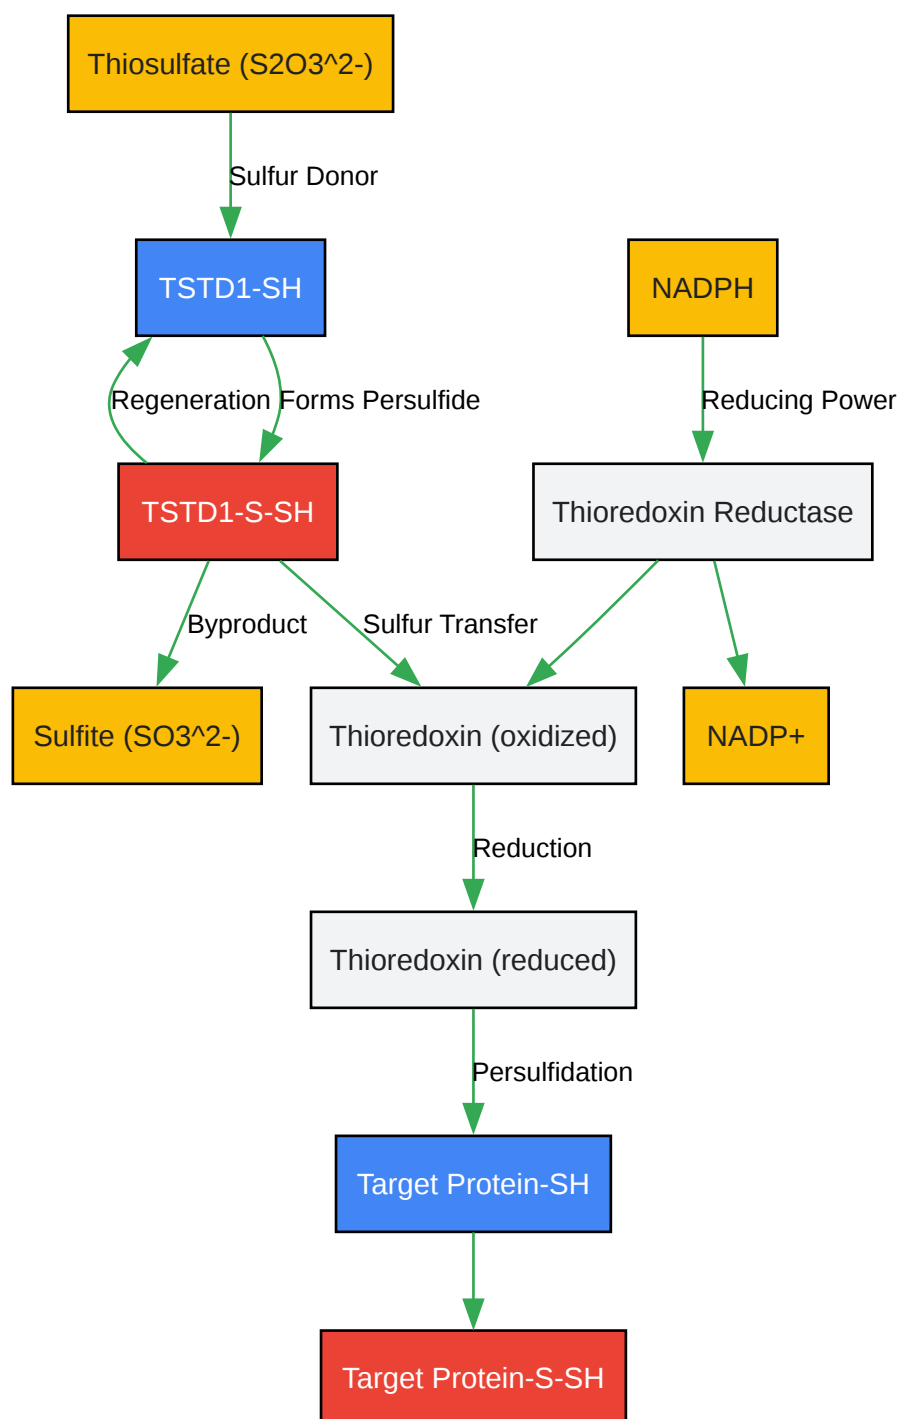 Thiosulfate (S2O3^2-)
Sulfur Donor
TSTD1-SH
NADPH
Regeneration
Forms Persulfide
Reducing Power
TSTD1-S-SH
Thioredoxin Reductase
Byproduct
Sulfur Transfer
Sulfite (SO3^2-)
Thioredoxin (oxidized)
NADP+
Reduction
Thioredoxin (reduced)
Persulfidation
Target Protein-SH
Target Protein-S-SH